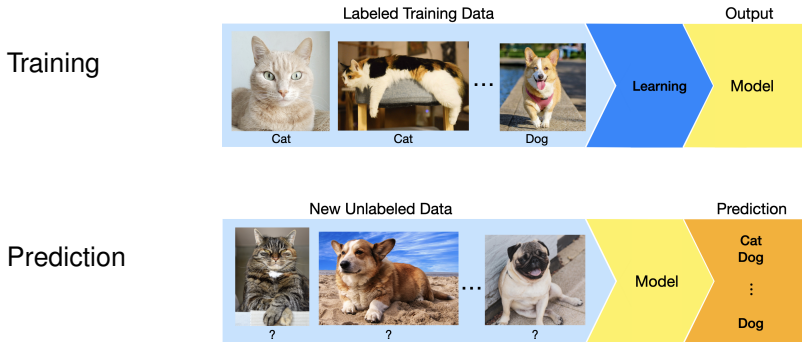 Labeled Training Data
Output
Training
...
Learning
Model
Cat
Cat
Dog
New Unlabeled Data
Prediction
Prediction
...
Model
Cat
Dog
⋮
Dog
?
?
?